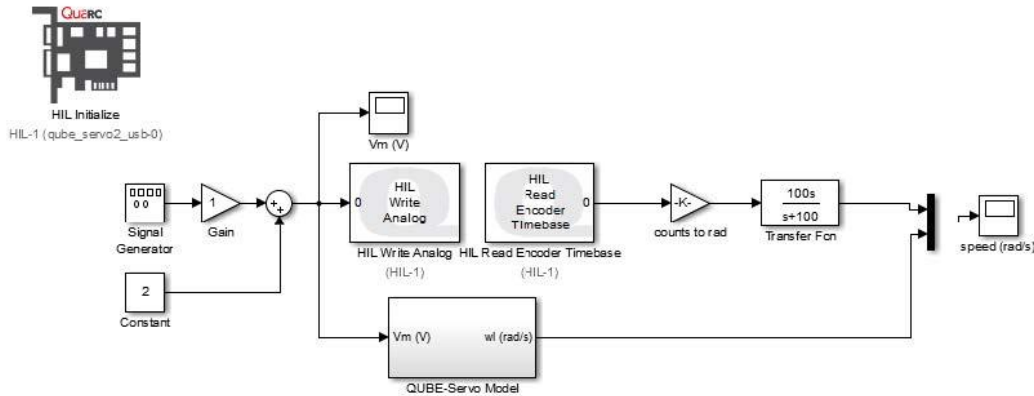 QUARC
HIL Initialize
HIL-1 (qube_servo2_usb-0)
Vm (V)
0
HIL
Write
Analog
HIL Write Analog
(HIL-1)
HIL
Read
Encoder
Timebase
0
HIL Read Encoder Timebase
(HIL-1)
Signal
Generator
1
Gain
++
-K-
counts to rad
100s
s+100
Transfer Fcn
speed (rad/s)
2
Constant
Vm (V)
wl (rad/s)
QUBE-Servo Model